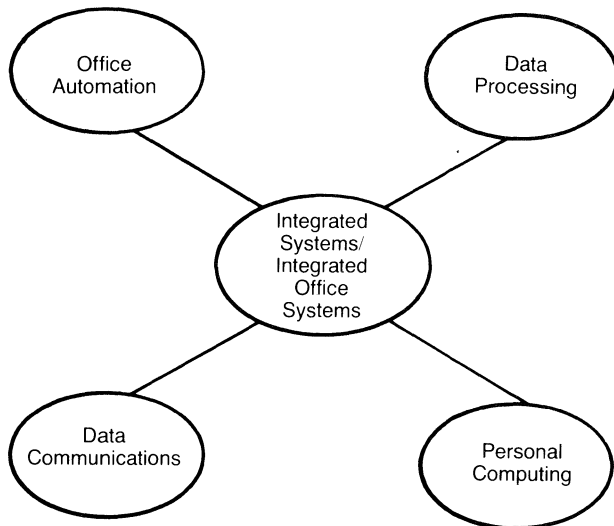 Office
Automation
Data
Processing
Integrated
Systems/
Integrated
Office
Systems
Data
Communications
Personal
Computing